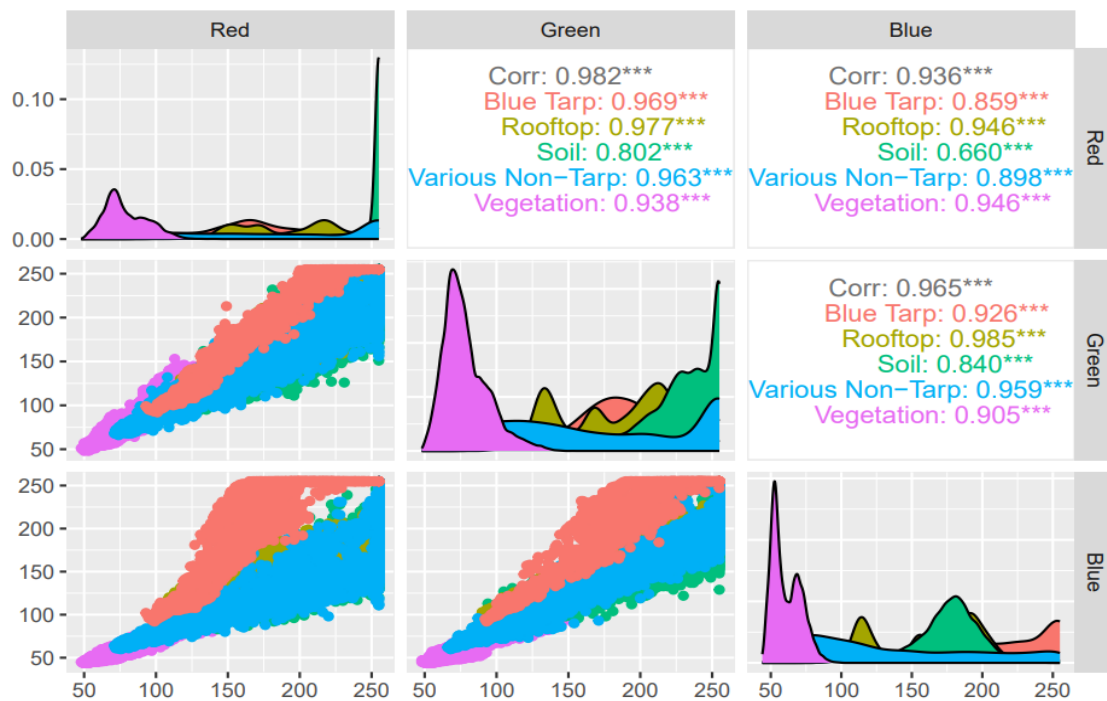 Red Green Blue
0.10
0.05
0.00
Corr: 0.982***
Blue Tarp: 0.969***
Rooftop: 0.977***
Soil: 0.802***
Various Non−Tarp: 0.963***
Vegetation: 0.938***
Corr: 0.936***
Blue Tarp: 0.859***
Rooftop: 0.946***
Soil: 0.660***
Various Non−Tarp: 0.898***
Vegetation: 0.946***
Red
250
200
150
100
50
Corr: 0.965***
Blue Tarp: 0.926***
Rooftop: 0.985***
Soil: 0.840***
Various Non−Tarp: 0.959***
Vegetation: 0.905***
Green
250
200
150
100
50
Blue
50 100 150 200 250 50 100 150 200 250 50 100 150 200 250